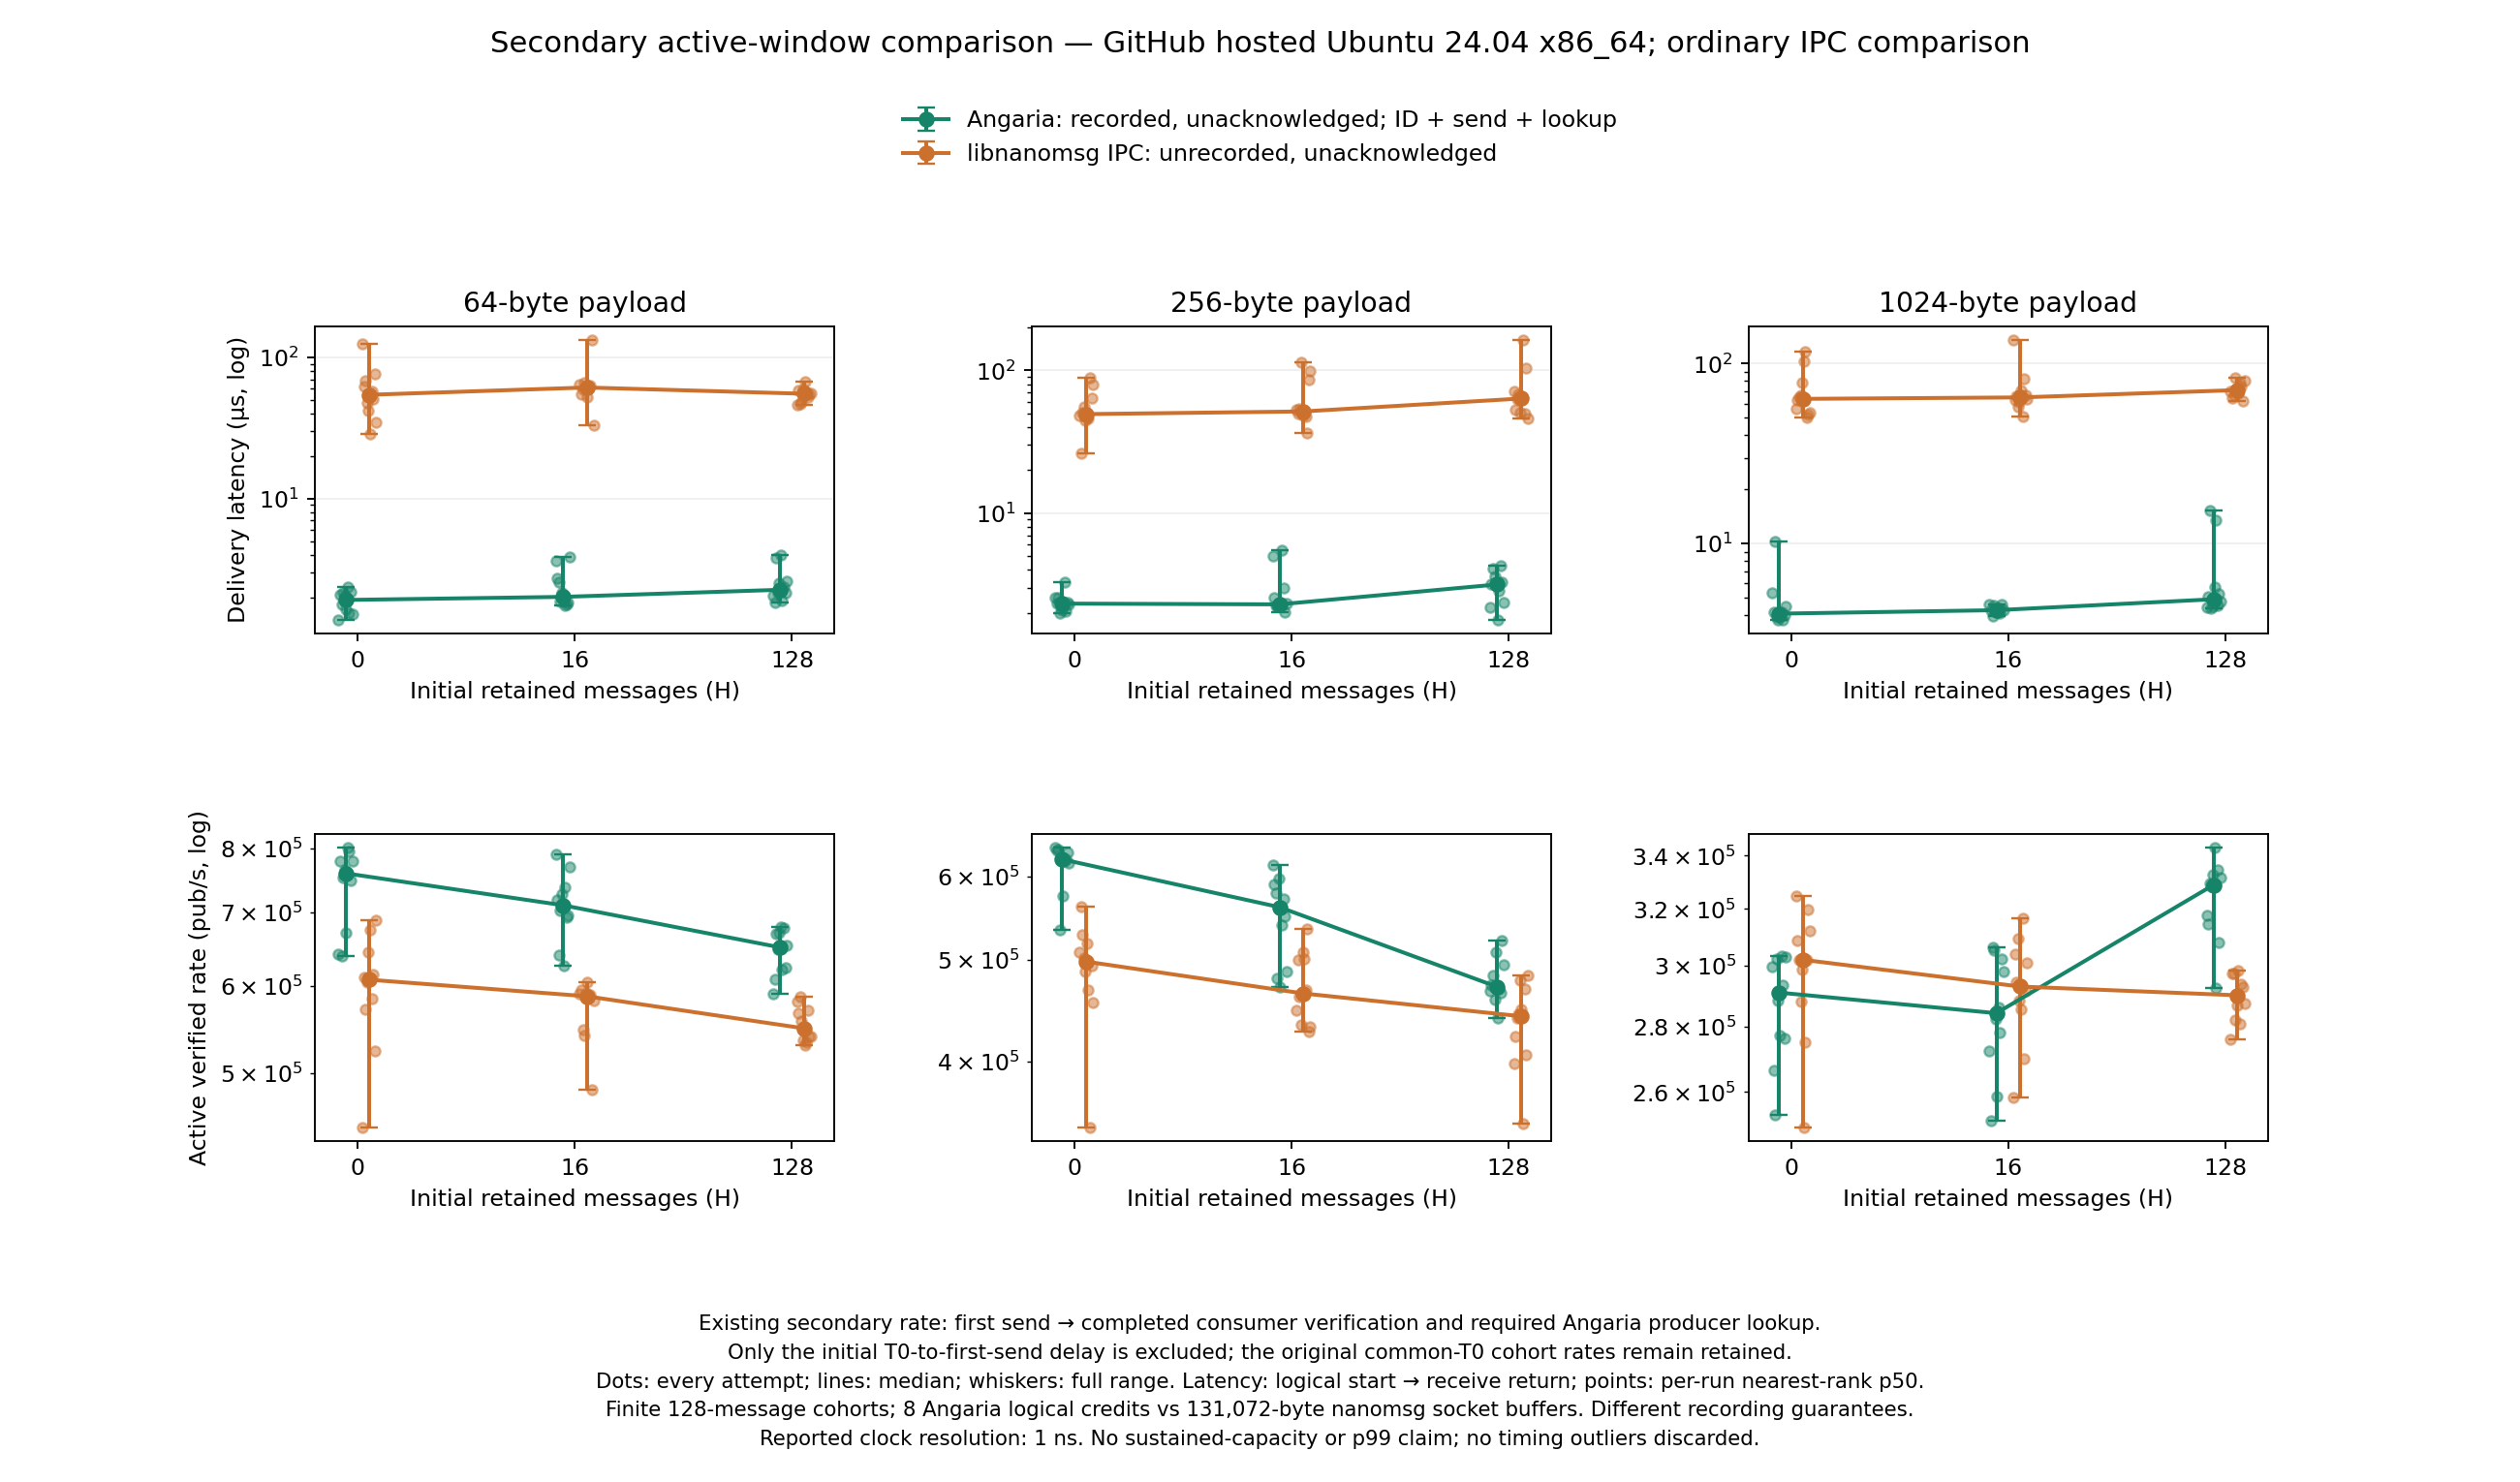 Secondary active-window comparison — GitHub hosted Ubuntu 24.04 x86_64; ordinary IPC comparison
Angaria: recorded, unacknowledged; ID + send + lookup
libnanomsg IPC: unrecorded, unacknowledged
64-byte payload
256-byte payload
1024-byte payload
Delivery latency (µs, log)
10²
10¹
0
16
128
Initial retained messages (H)
10²
10¹
0
16
128
Initial retained messages (H)
10²
10¹
0
16
128
Initial retained messages (H)
Active verified rate (pub/s, log)
8 × 10⁵
7 × 10⁵
6 × 10⁵
5 × 10⁵
0
16
128
Initial retained messages (H)
6 × 10⁵
5 × 10⁵
4 × 10⁵
0
16
128
Initial retained messages (H)
3.4 × 10⁵
3.2 × 10⁵
3 × 10⁵
2.8 × 10⁵
2.6 × 10⁵
0
16
128
Initial retained messages (H)
Existing secondary rate: first send → completed consumer verification and required Angaria producer lookup.
Only the initial T0-to-first-send delay is excluded; the original common-T0 cohort rates remain retained.
Dots: every attempt; lines: median; whiskers: full range. Latency: logical start → receive return; points: per-run nearest-rank p50.
Finite 128-message cohorts; 8 Angaria logical credits vs 131,072-byte nanomsg socket buffers. Different recording guarantees.
Reported clock resolution: 1 ns. No sustained-capacity or p99 claim; no timing outliers discarded.